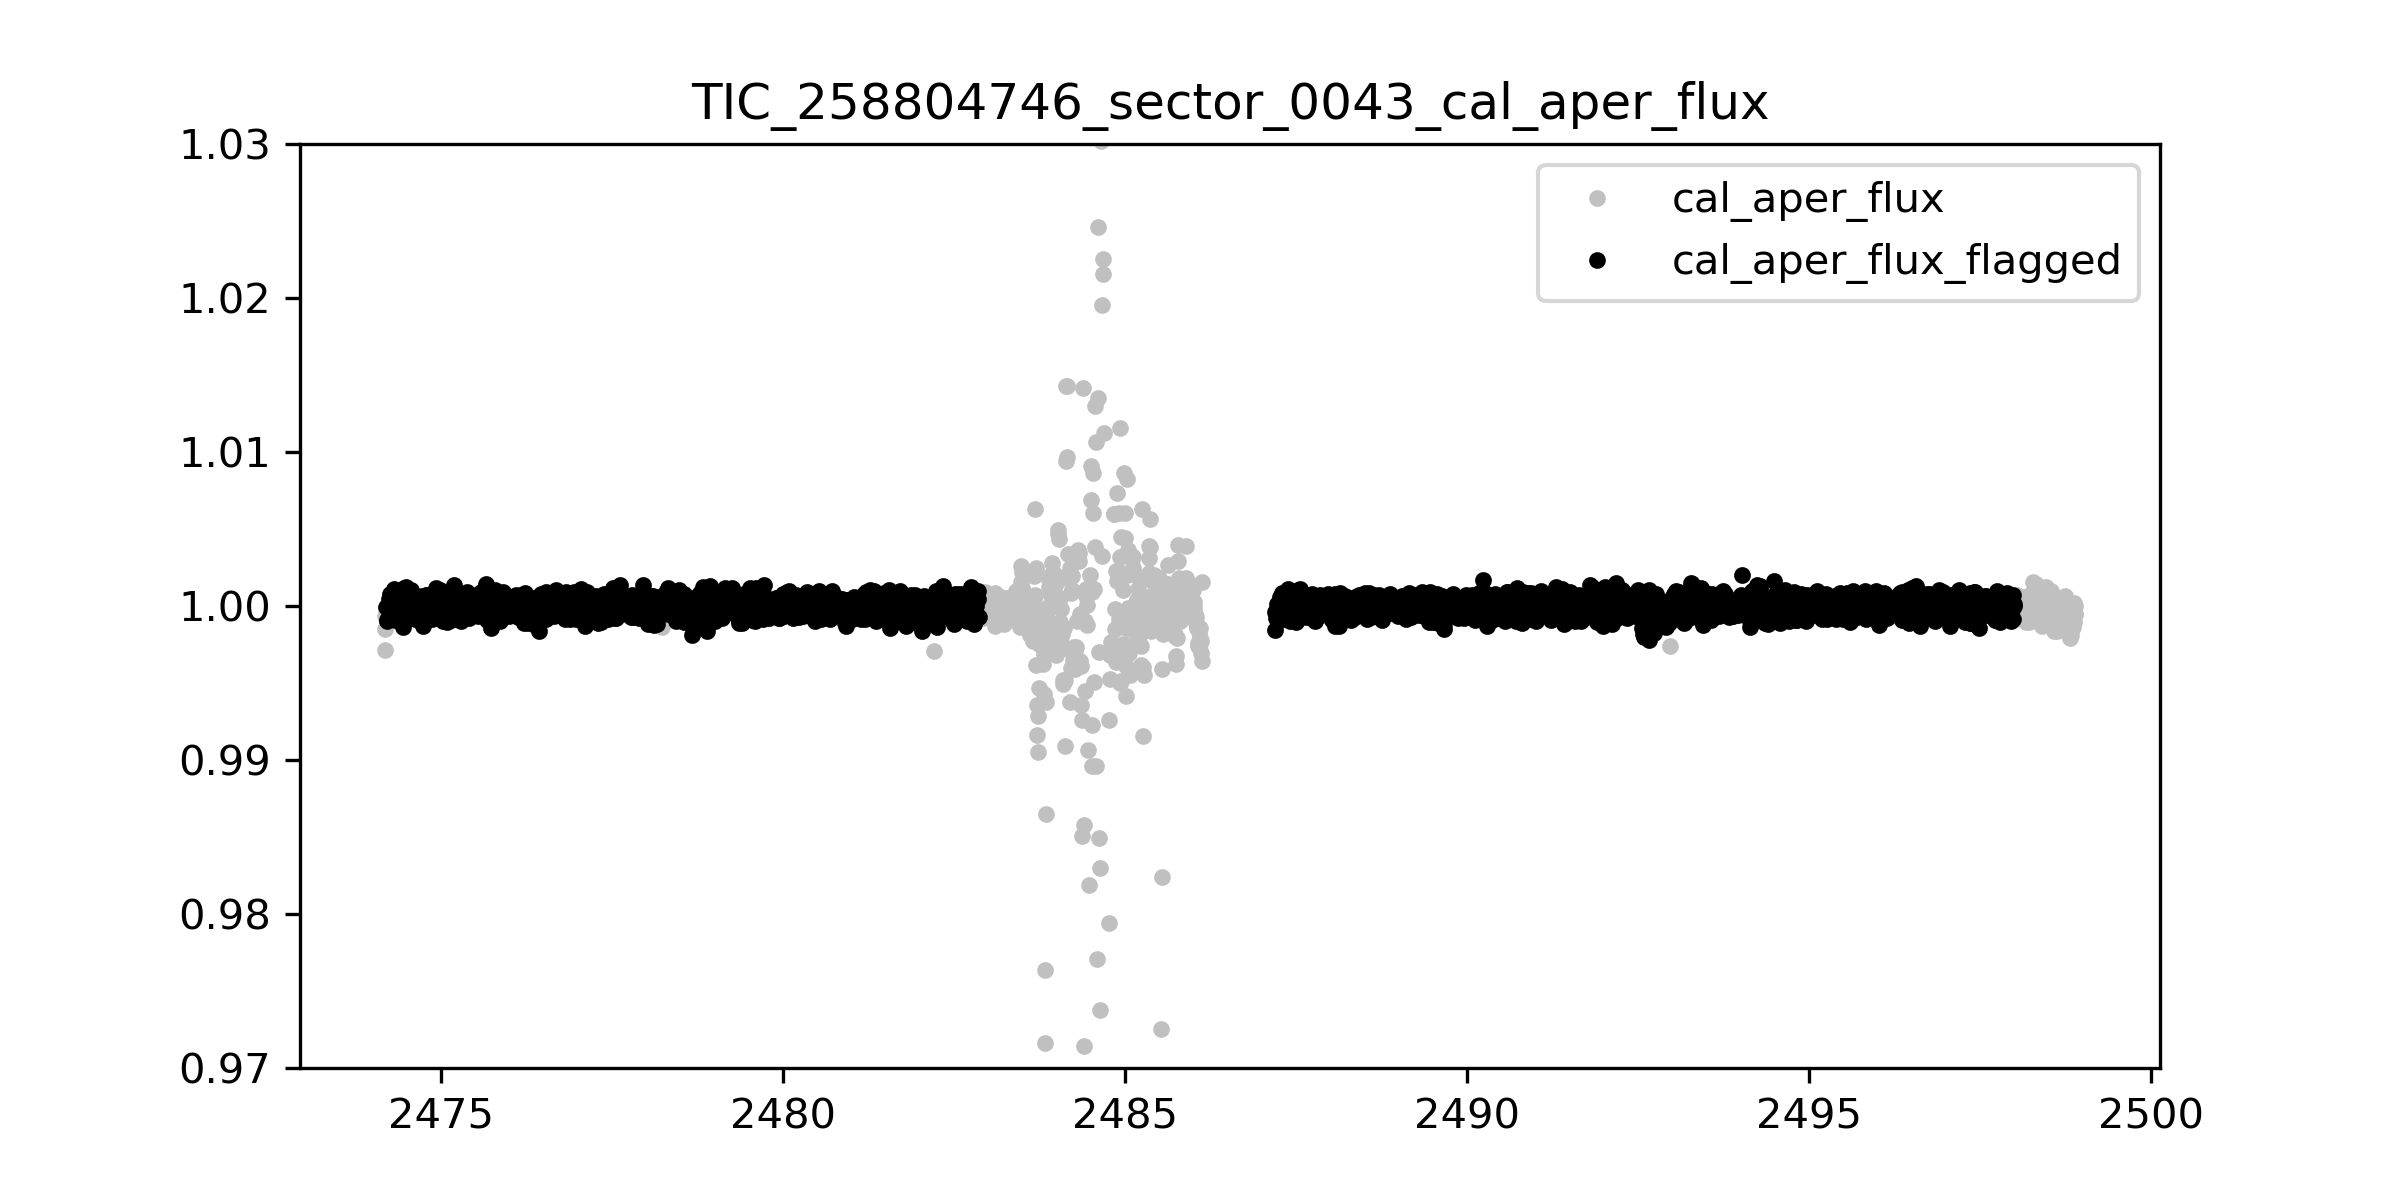 TIC_258804746_sector_0043_cal_aper_flux
1.03
1.02
1.01
1.00
0.99
0.98
0.97
cal_aper_flux
cal_aper_flux_flagged
2475 2480 2485 2490 2495 2500